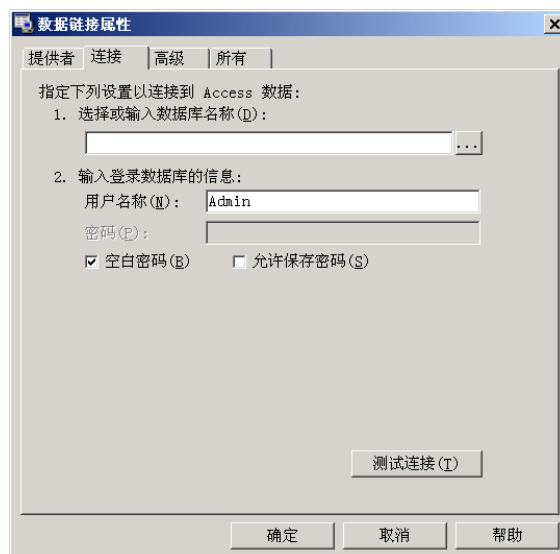 数据链接属性
提供者 连接 高级 所有
指定下列设置以连接到 Access 数据:
1. 选择或输入数据库名称(D):
...
2. 输入登录数据库的信息:
用户名称(N): Admin
密码(P):
空白密码(B) 允许保存密码(S)
测试连接(T)
确定 取消 帮助